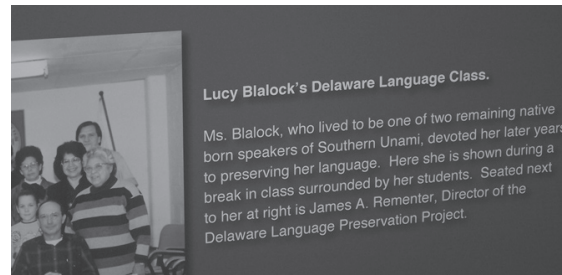 Lucy Blalock's Delaware Language Class.
Ms. Blalock, who lived to be one of two remaining native
born speakers of Southern Unami, devoted her later years
to preserving her language. Here she is shown during a
break in class surrounded by her students. Seated next
to her at right is James A. Rementer, Director of the
Delaware Language Preservation Project.